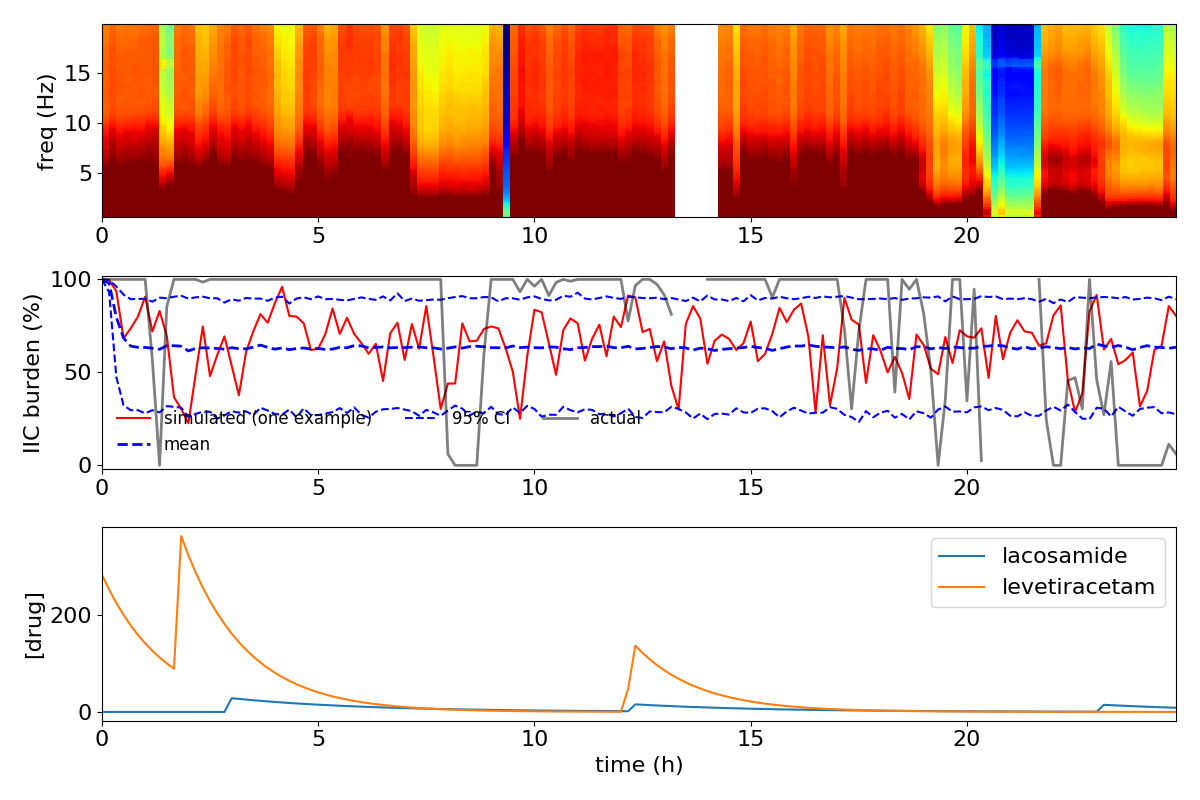 freq (Hz)
15
10
5
0 5 10 15 20
IIC burden (%)
100
50
0
simulated (one example) 95% CI actual
mean
0 5 10 15 20
[drug]
200
0
lacosamide
levetiracetam
0 5 10 15 20
time (h)